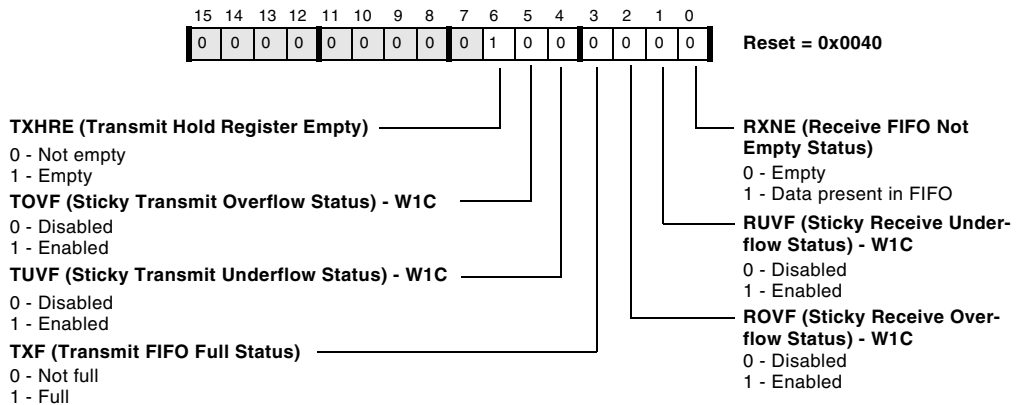 15 14 13 12 11 10 9 8 7 6 5 4 3 2 1 0
0 0 0 0 0 0 0 0 0 1 0 0 0 0 0 0
Reset = 0x0040
TXHRE (Transmit Hold Register Empty)
0 - Not empty
1 - Empty
TOVF (Sticky Transmit Overflow Status) - W1C
0 - Disabled
1 - Enabled
TUVF (Sticky Transmit Underflow Status) - W1C
0 - Disabled
1 - Enabled
TXF (Transmit FIFO Full Status)
0 - Not full
1 - Full
RXNE (Receive FIFO Not
Empty Status)
0 - Empty
1 - Data present in FIFO
RUVF (Sticky Receive Under-
flow Status) - W1C
0 - Disabled
1 - Enabled
ROVF (Sticky Receive Over-
flow Status) - W1C
0 - Disabled
1 - Enabled